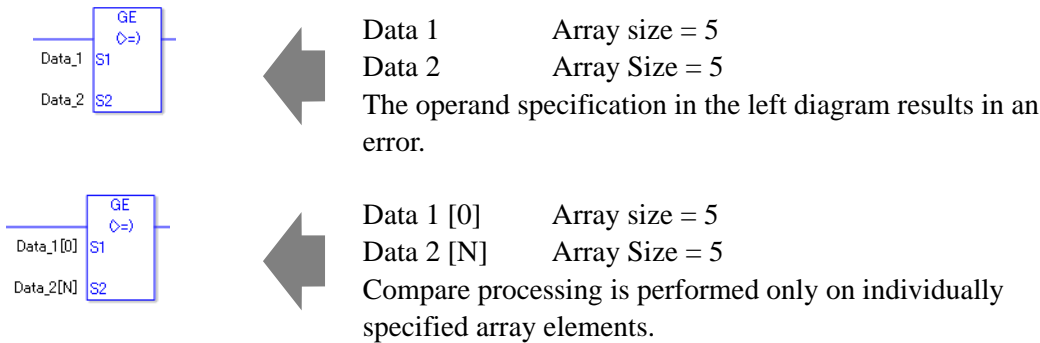 GE
(>=)
Data_1 S1
Data_2 S2
Data 1 Array size = 5
Data 2 Array Size = 5
The operand specification in the left diagram results in an
error.
GE
(>=)
Data_1[0] S1
Data_2[N] S2
Data 1 [0] Array size = 5
Data 2 [N] Array Size = 5
Compare processing is performed only on individually
specified array elements.